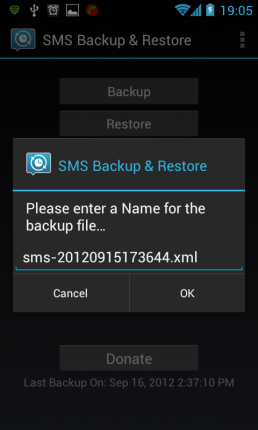 19:05
SMS Backup & Restore
Backup
Restore
SMS Backup & Restore
Please enter a Name for the
backup file...
sms-20120915173644.xml
Cancel OK
Donate
Last Backup On: Sep 16, 2012 2:37:10 PM